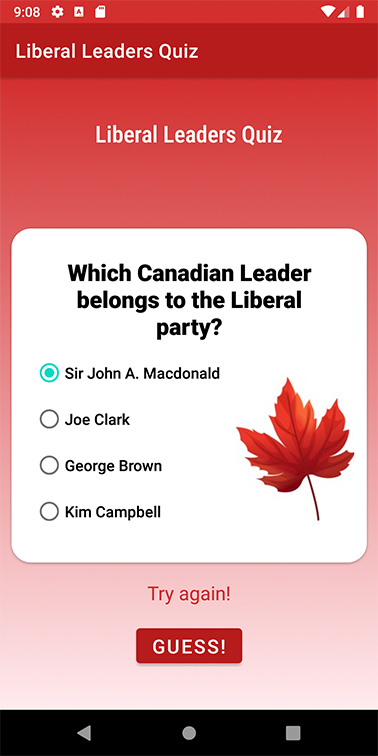 9:08
Liberal Leaders Quiz
Liberal Leaders Quiz
Which Canadian Leader
belongs to the Liberal
party?
Sir John A. Macdonald
Joe Clark
George Brown
Kim Campbell
Try again!
GUESS!